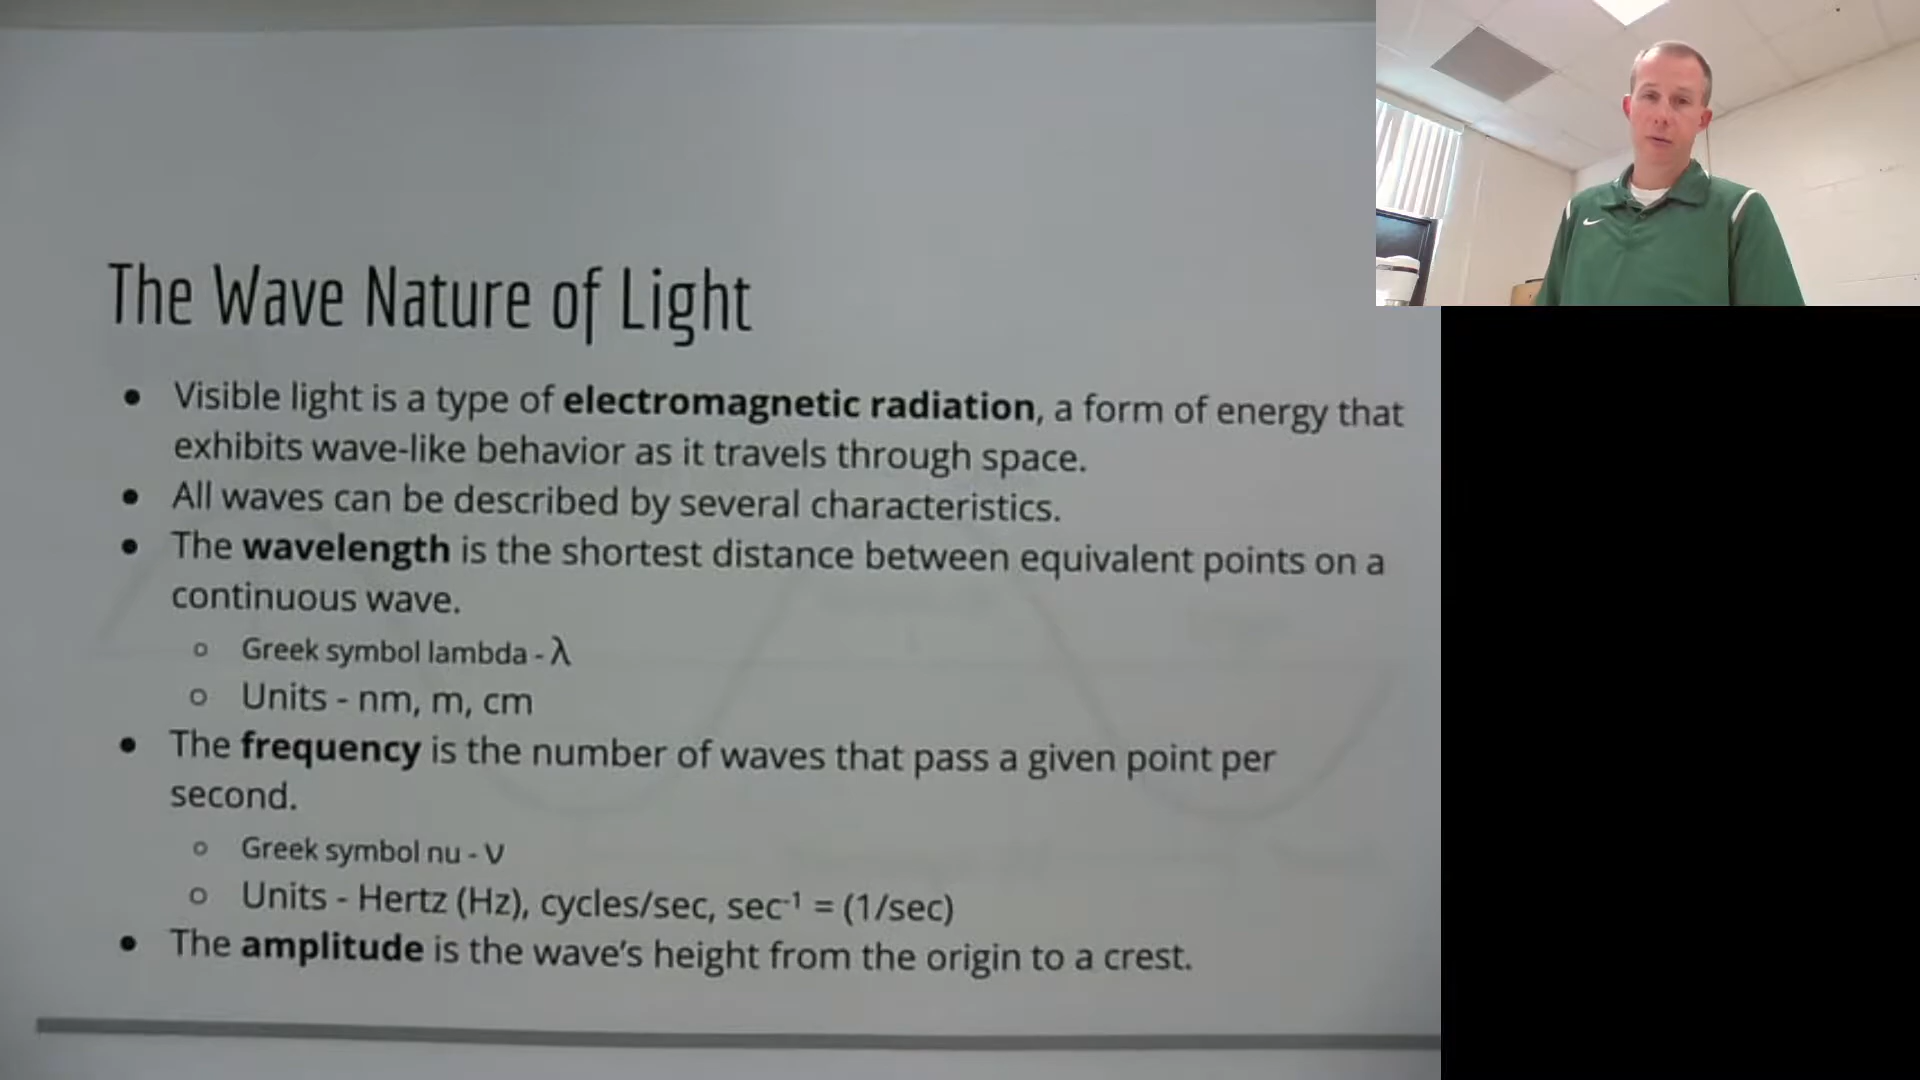 The Wave Nature of Light
● Visible light is a type of electromagnetic radiation, a form of energy that
exhibits wave-like behavior as it travels through space.
● All waves can be described by several characteristics.
● The wavelength is the shortest distance between equivalent points on a
continuous wave.
○ Greek symbol lambda - λ
○ Units - nm, m, cm
● The frequency is the number of waves that pass a given point per
second.
○ Greek symbol nu - ν
○ Units - Hertz (Hz), cycles/sec, sec⁻¹ = (1/sec)
● The amplitude is the wave’s height from the origin to a crest.